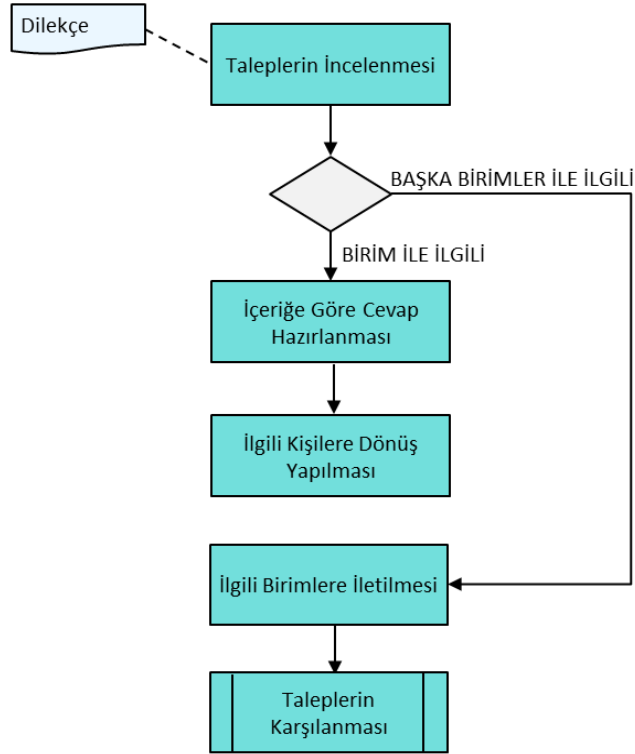 Dilekçe
Taleplerin İncelenmesi
BAŞKA BİRİMLER İLE İLGİLİ
BİRİM İLE İLGİLİ
İçeriğe Göre Cevap
Hazırlanması
İlgili Kişilere Dönüş
Yapılması
İlgili Birimlere İletilmesi
Taleplerin
Karşılanması